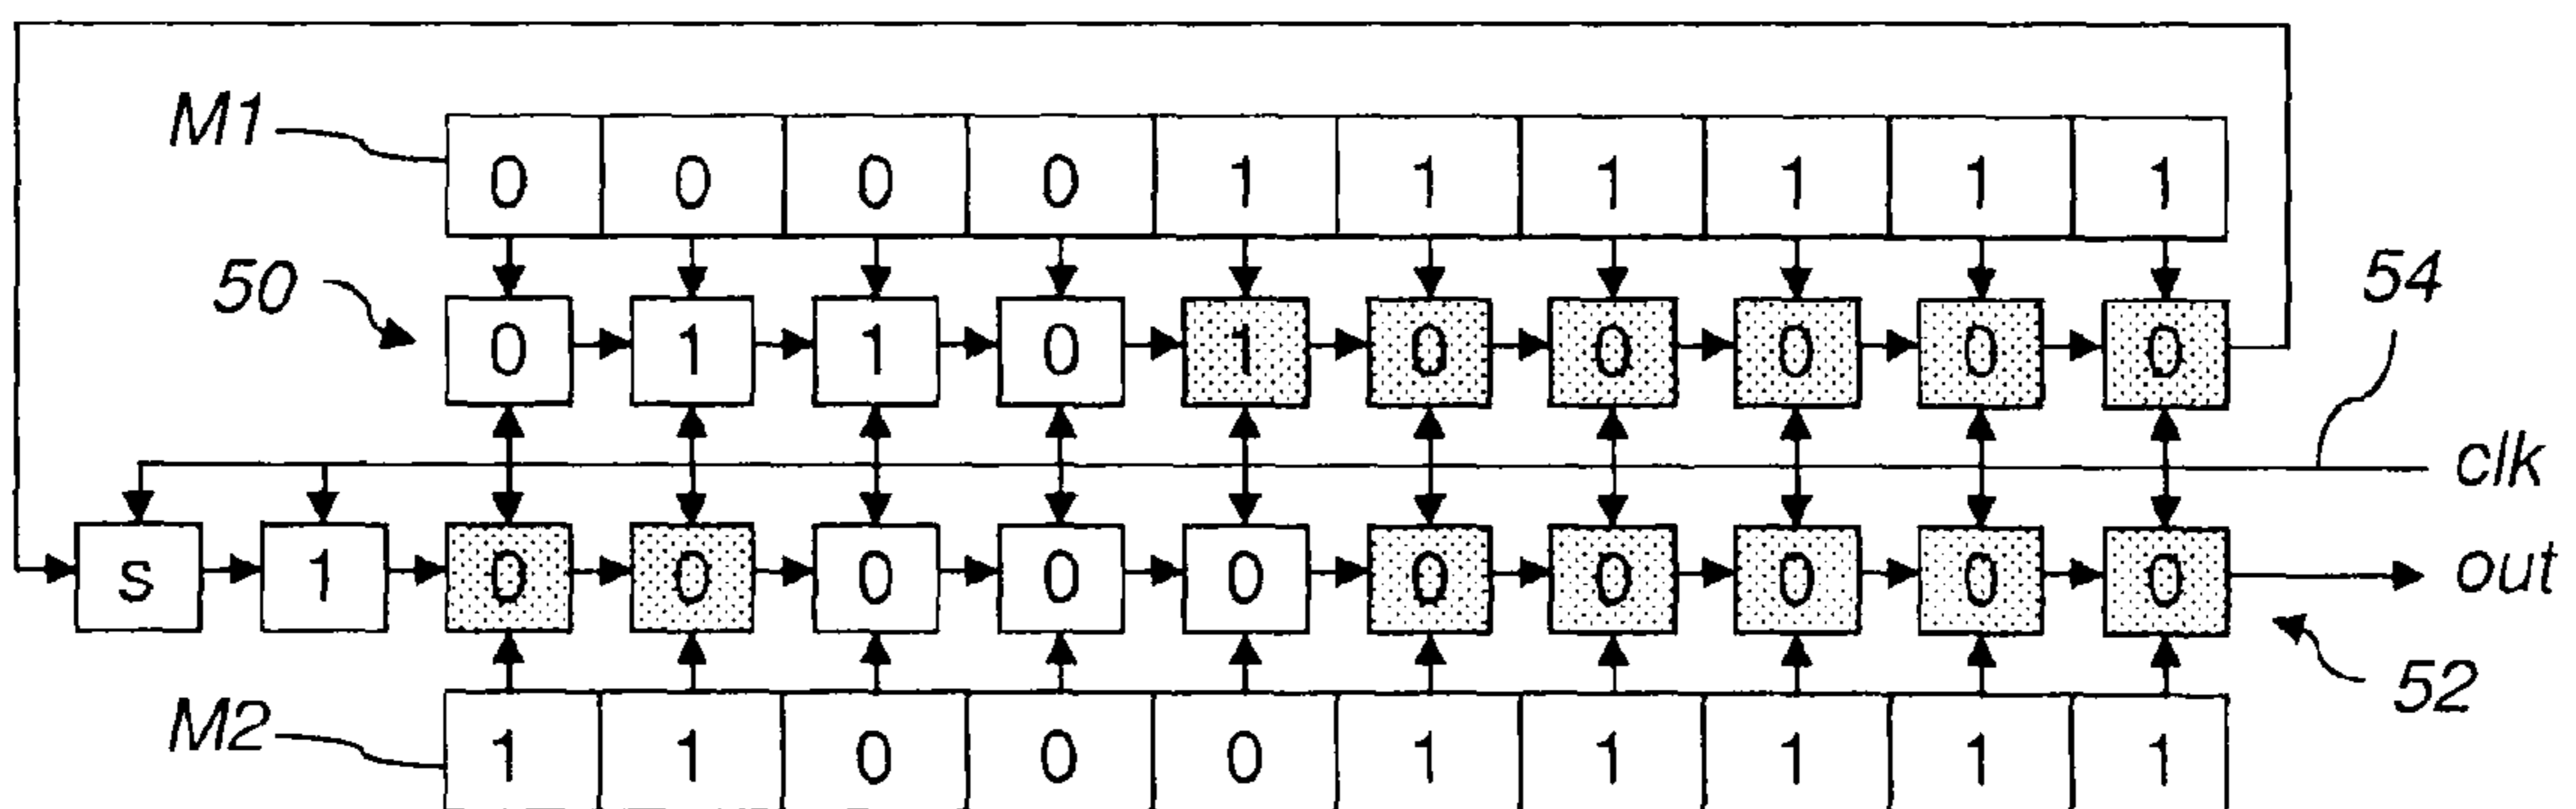 M1 0 0 0 0 1 1 1 1 1 1
50 0 1 1 0 1 0 0 0 0 0 54
clk
s 1 0 0 0 0 0 0 0 0 0 0 out
52
M2 1 1 0 0 0 1 1 1 1 1